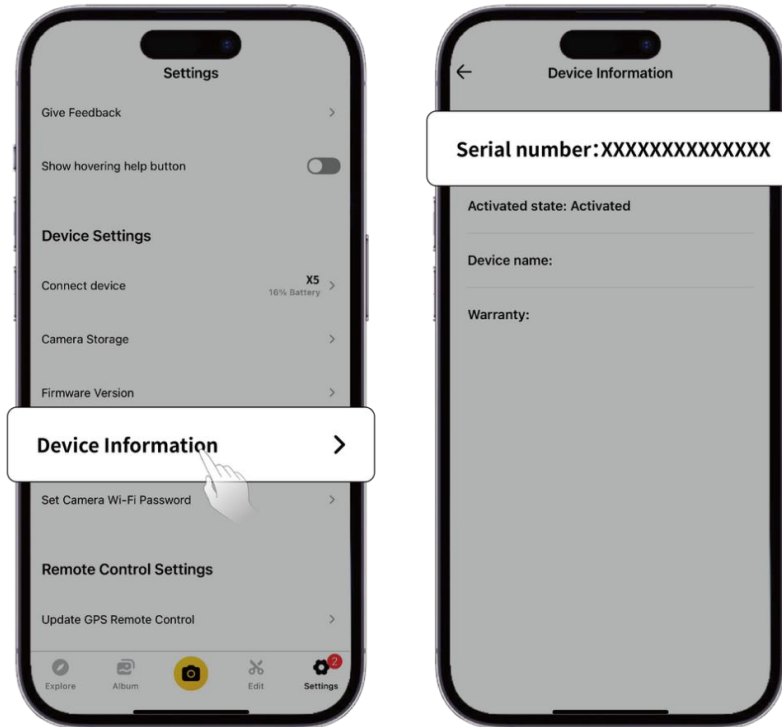 Settings
Give Feedback
Show hovering help button
Device Settings
Connect device
X5
16% Battery
Camera Storage
Firmware Version
Device Information
Set Camera Wi-Fi Password
Remote Control Settings
Update GPS Remote Control
Explore
Album
Edit
Settings
2
Device Information
Serial number:XXXXXXXXXXXXXX
Activated state: Activated
Device name:
Warranty: